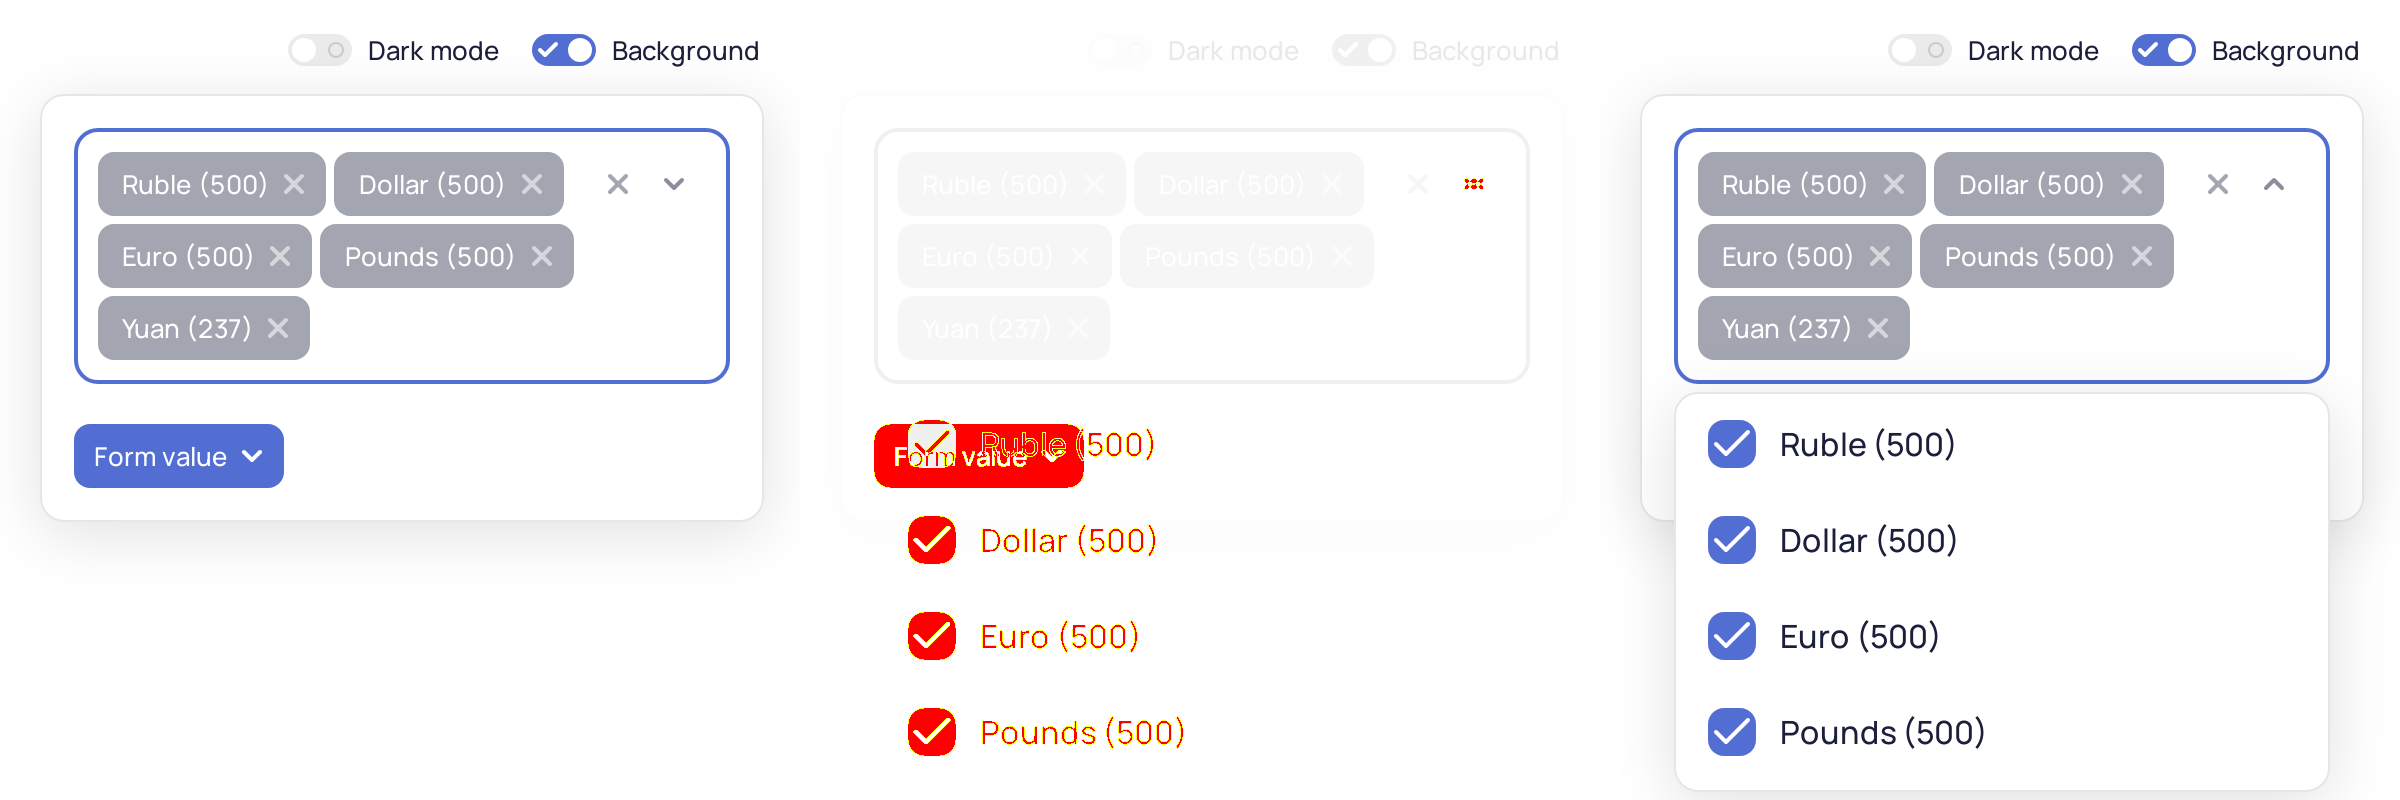 Dark mode Background
Ruble (500) Dollar (500)
Euro (500) Pounds (500)
Yuan (237)
Form value
Dark mode Background
Ruble (500) Dollar (500)
Euro (500) Pounds (500)
Yuan (237)
Ruble (500)
Form value
Dollar (500)
Euro (500)
Pounds (500)
Dark mode Background
Ruble (500) Dollar (500)
Euro (500) Pounds (500)
Yuan (237)
Ruble (500)
Dollar (500)
Euro (500)
Pounds (500)